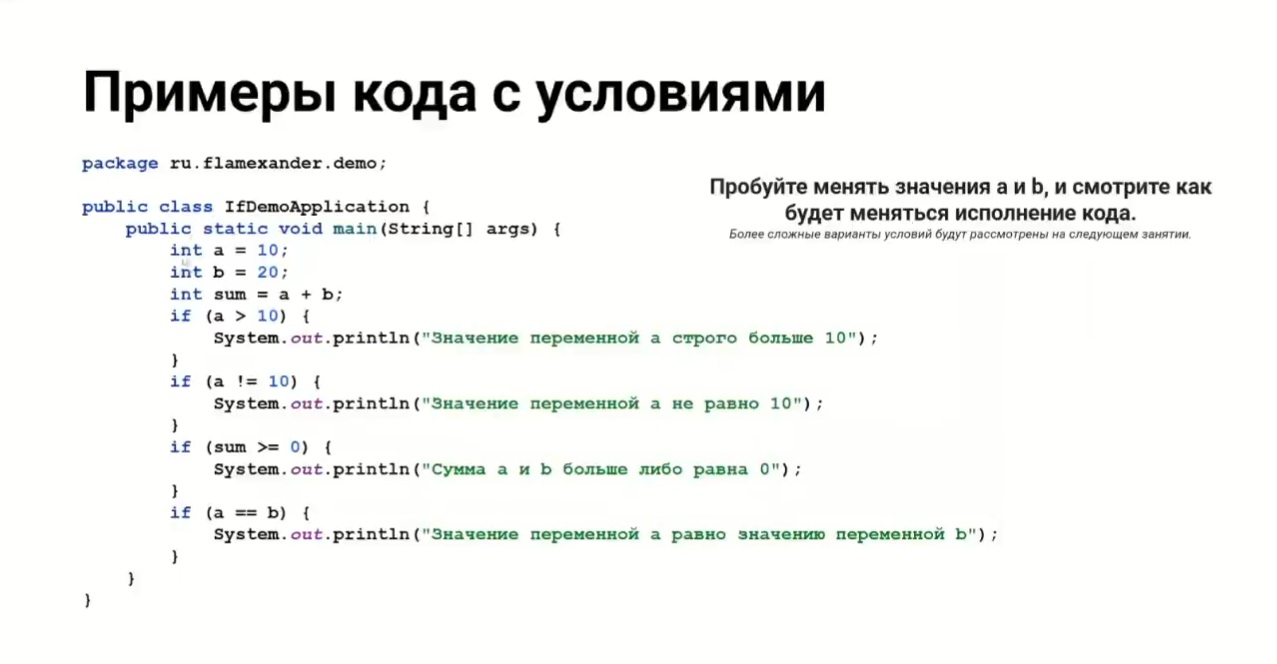 Примеры кода с условиями
package ru.flamexander.demo;
public class IfDemoApplication {
    public static void main(String[] args) {
        int a = 10;
        int b = 20;
        int sum = a + b;
        if (a > 10) {
            System.out.println("Значение переменной a строго больше 10");
        }
        if (a != 10) {
            System.out.println("Значение переменной a не равно 10");
        }
        if (sum >= 0) {
            System.out.println("Сумма a и b больше либо равна 0");
        }
        if (a == b) {
            System.out.println("Значение переменной a равно значению переменной b");
        }
    }
}
Пробуйте менять значения a и b, и смотрите как
будет меняться исполнение кода.
Более сложные варианты условий будут рассмотрены на следующем занятии.